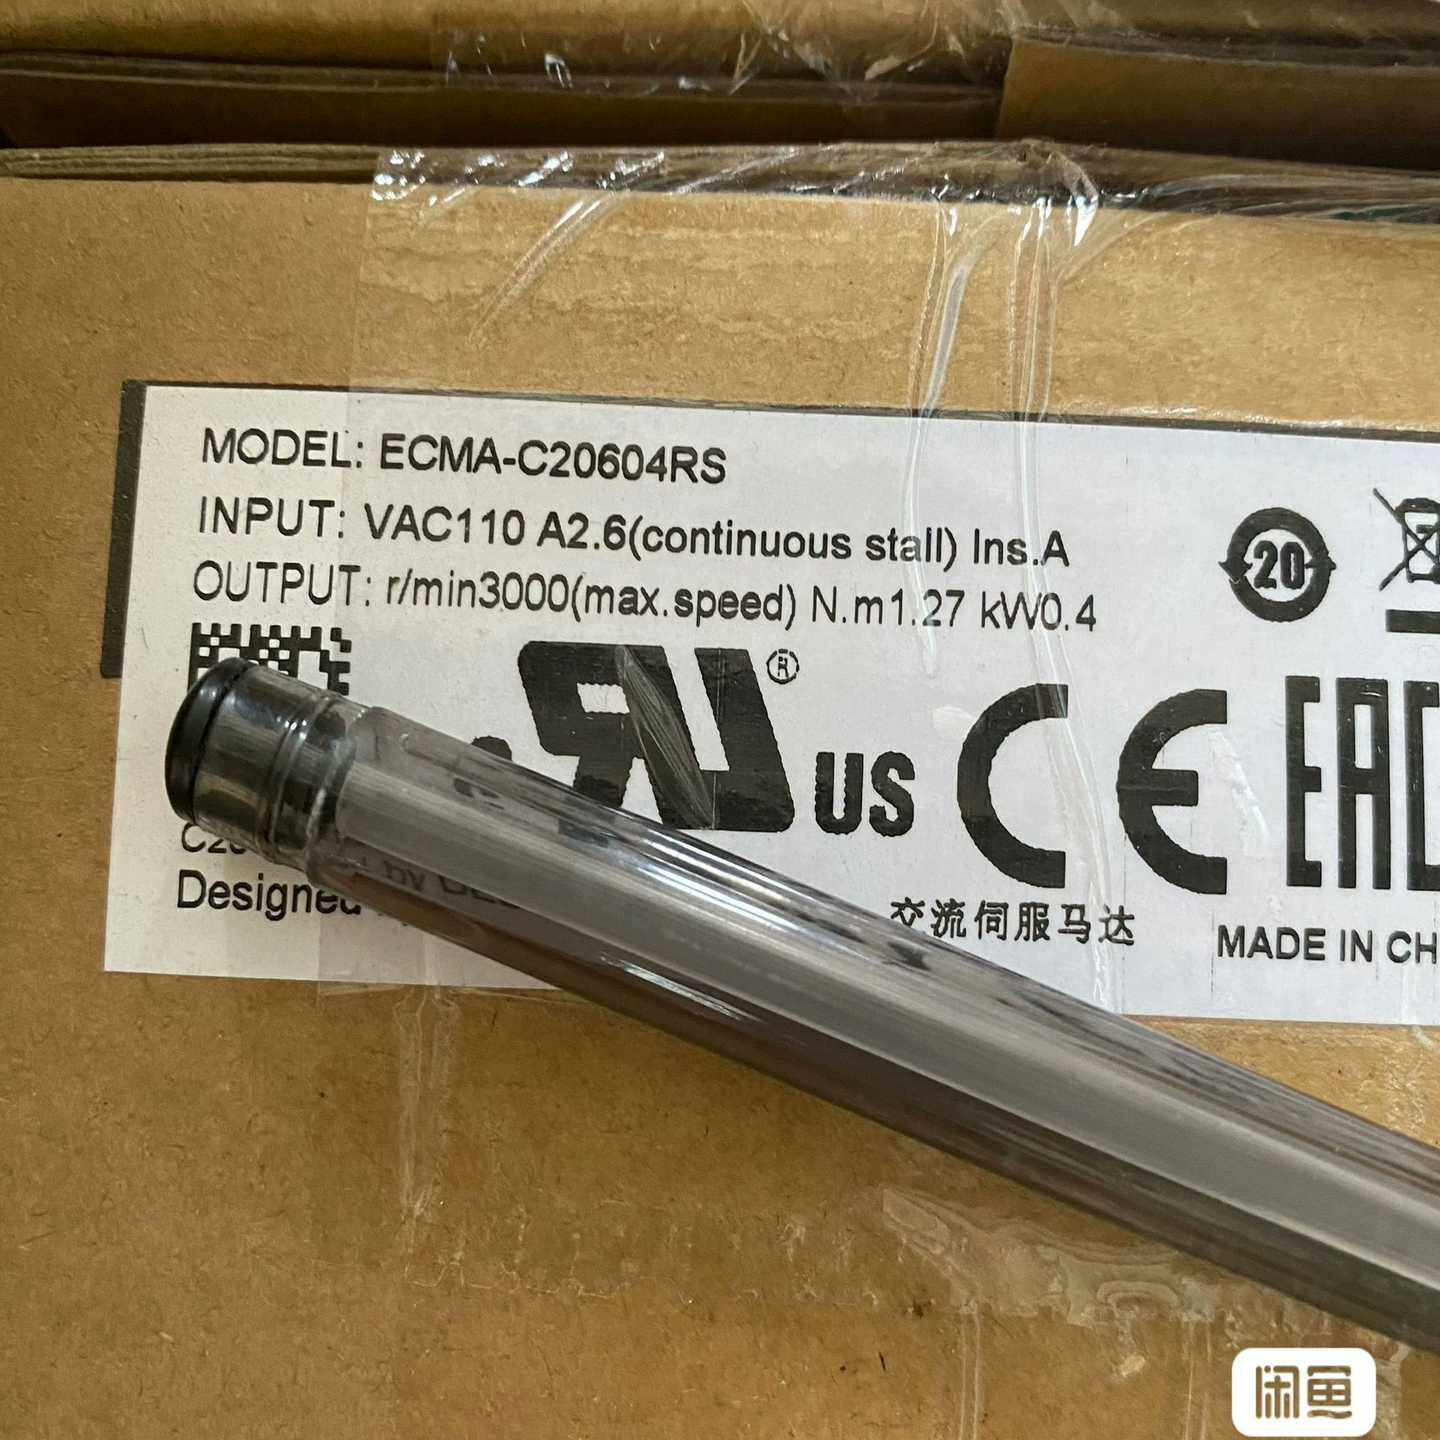 MODEL: ECMA-C20604RS
INPUT: VAC110 A2.6(continuous stall) Ins.A
OUTPUT: r/min3000(max.speed) N.m1.27 kW0.4
20
®
US
CE
EAC
Designed by
交流伺服马达
MADE IN CH
闲鱼